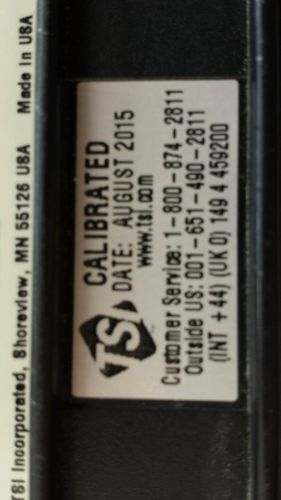 TSI Incorporated, Shoreview, MN 55126 USA Made in USA
TSI
CALIBRATED
DATE: AUGUST 2015
www.tsi.com
Customer Service: 1-800-874-2811
Outside US: 001-651-490-2811
(INT +44) (UK 0) 149 4 459200